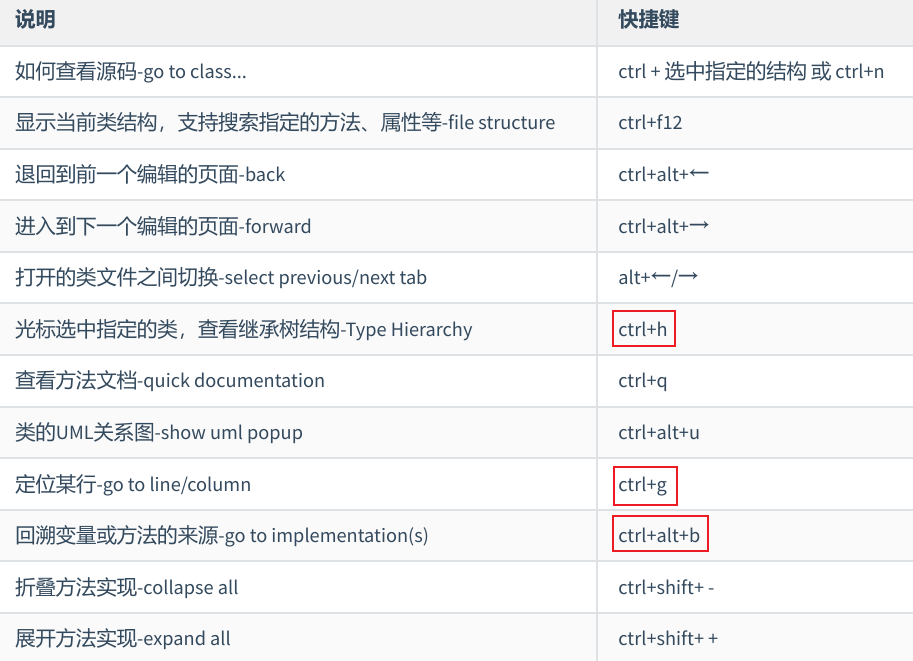 说明 快捷键
如何查看源码-go to class... ctrl + 选中指定的结构 或 ctrl+n
显示当前类结构，支持搜索指定的方法、属性等-file structure ctrl+f12
退回到前一个编辑的页面-back ctrl+alt+←
进入到下一个编辑的页面-forward ctrl+alt+→
打开的类文件之间切换-select previous/next tab alt+←/→
光标选中指定的类，查看继承树结构-Type Hierarchy ctrl+h
查看方法文档-quick documentation ctrl+q
类的UML关系图-show uml popup ctrl+alt+u
定位某行-go to line/column ctrl+g
回溯变量或方法的来源-go to implementation(s) ctrl+alt+b
折叠方法实现-collapse all ctrl+shift+ -
展开方法实现-expand all ctrl+shift+ +